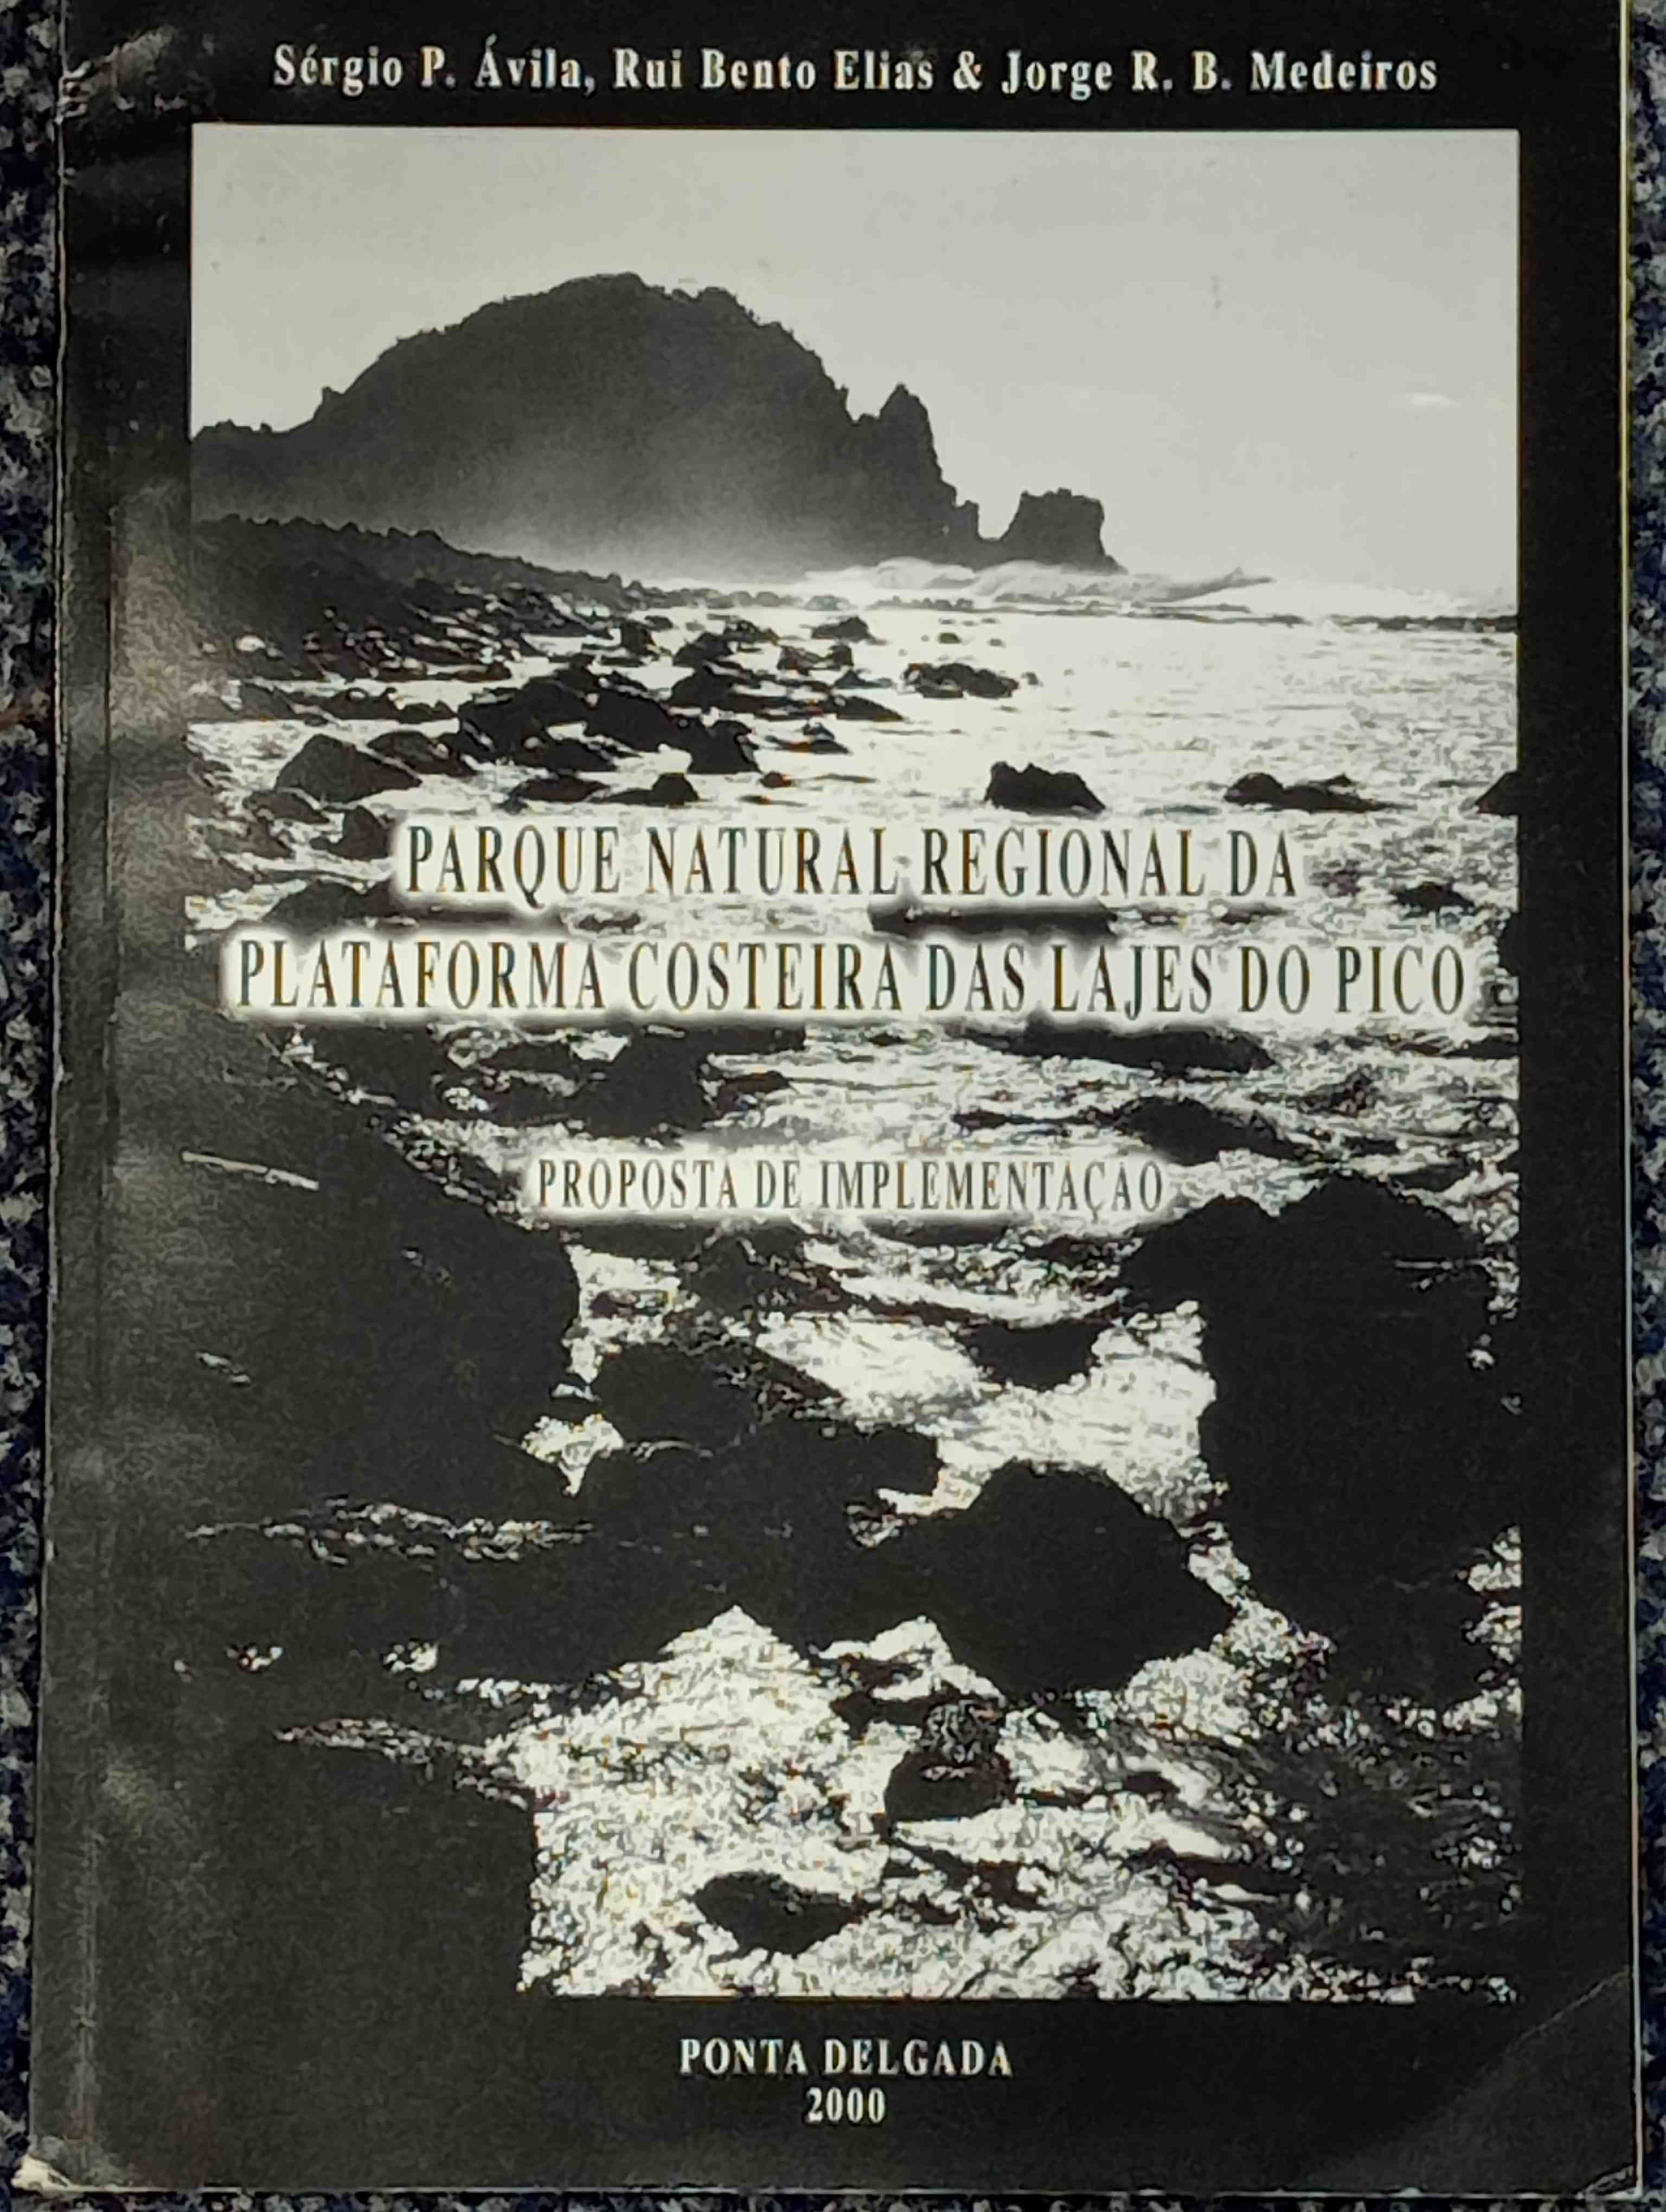 Sérgio P. Ávila, Rui Bento Elias & Jorge R. B. Medeiros
PARQUE NATURAL REGIONAL DA
PLATAFORMA COSTEIRA DAS LAJES DO PICO
PROPOSTA DE IMPLEMENTAÇÃO
PONTA DELGADA
2000